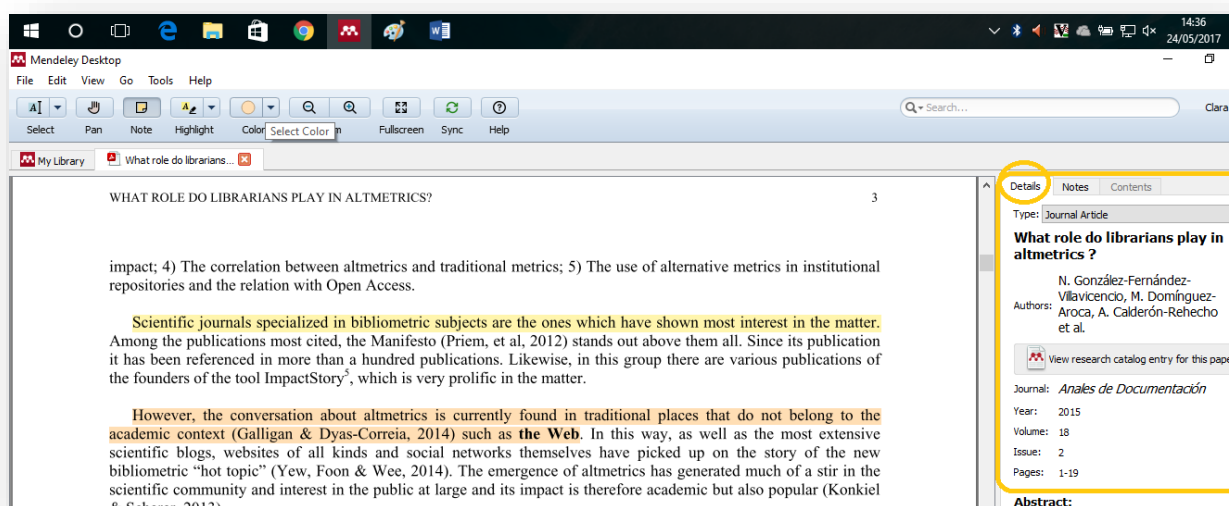 14:36
24/05/2017
Mendeley Desktop
File Edit View Go Tools Help
Search...
Clara
Select Pan Note Highlight Color Select Color Fullscreen Sync Help
My Library What role do librarians...
WHAT ROLE DO LIBRARIANS PLAY IN ALTMETRICS? 3
impact; 4) The correlation between altmetrics and traditional metrics; 5) The use of alternative metrics in institutional
repositories and the relation with Open Access.
Scientific journals specialized in bibliometric subjects are the ones which have shown most interest in the matter.
Among the publications most cited, the Manifesto (Priem, et al, 2012) stands out above them all. Since its publication
it has been referenced in more than a hundred publications. Likewise, in this group there are various publications of
the founders of the tool ImpactStory5, which is very prolific in the matter.
However, the conversation about altmetrics is currently found in traditional places that do not belong to the
academic context (Galligan & Dyas-Correia, 2014) such as the Web. In this way, as well as the most extensive
scientific blogs, websites of all kinds and social networks themselves have picked up on the story of the new
bibliometric “hot topic” (Yew, Foon & Wee, 2014). The emergence of altmetrics has generated much of a stir in the
scientific community and interest in the public at large and its impact is therefore academic but also popular (Konkiel
Details Notes Contents
Type: Journal Article
What role do librarians play in
altmetrics ?
Authors: N. González-Fernández-
Villavicencio, M. Domínguez-
Aroca, A. Calderón-Rehecho
et al.
View research catalog entry for this pape
Journal: Anales de Documentación
Year: 2015
Volume: 18
Issue: 2
Pages: 1-19
Abstract: